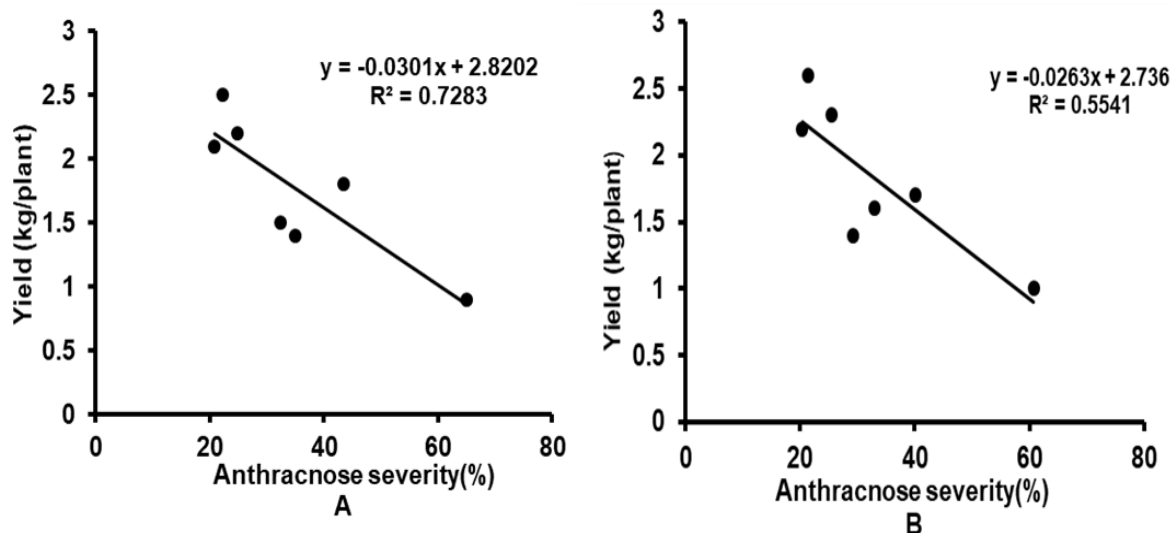 3
2.5
2
1.5
1
0.5
0
y = -0.0301x + 2.8202
R² = 0.7283
Yield (kg/plant)
0 20 40 60 80
Anthracnose severity(%)
A
3
2.5
2
1.5
1
0.5
0
y = -0.0263x + 2.736
R² = 0.5541
Yield (kg/plant)
0 20 40 60 80
Anthracnose severity(%)
B